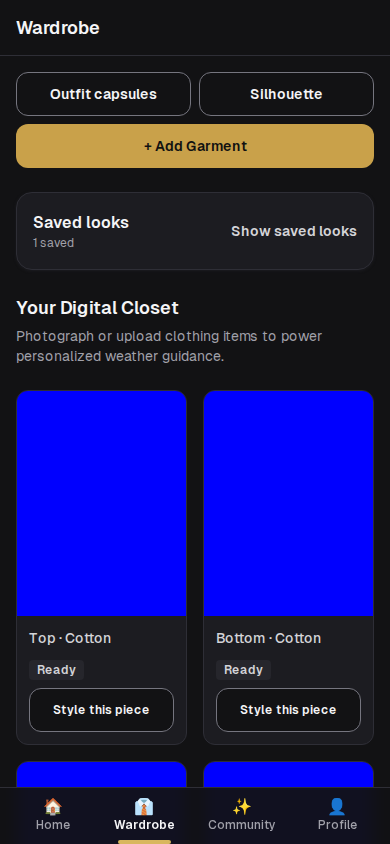 Wardrobe
Outfit capsules
Silhouette
+ Add Garment
Saved looks
1 saved
Show saved looks
Your Digital Closet
Photograph or upload clothing items to power
personalized weather guidance.
Top · Cotton
Ready
Style this piece
Bottom · Cotton
Ready
Style this piece
Home
Wardrobe
Community
Profile